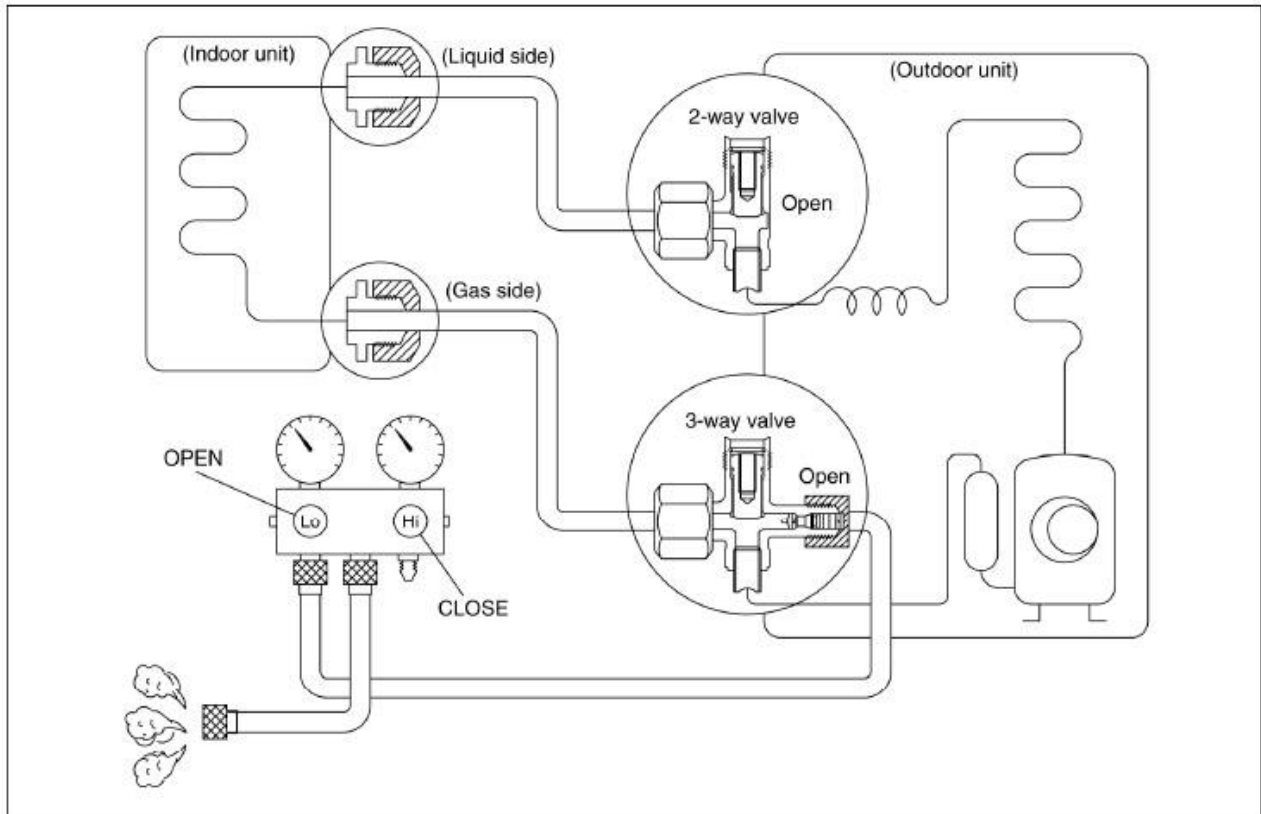 (Indoor unit)
(Liquid side)
(Outdoor unit)
2-way valve
Open
(Gas side)
3-way valve
Open
OPEN
Lo
Hi
CLOSE